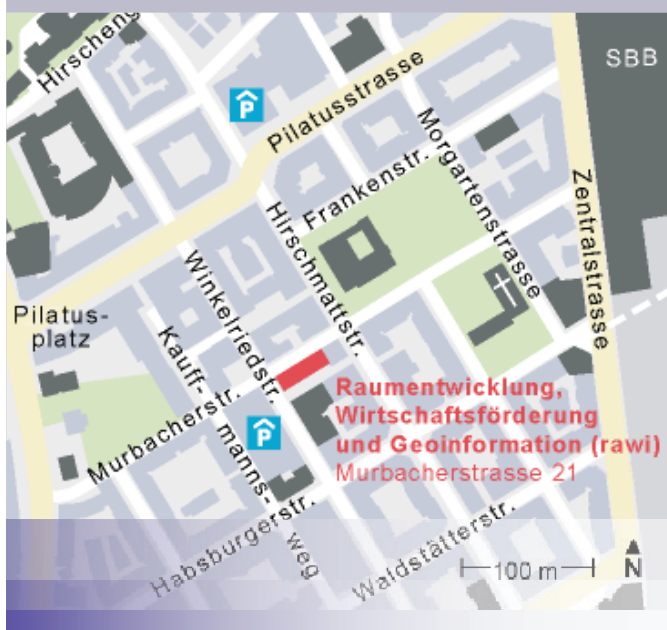 Hirscheng
SBB
P
Pilatusstrasse
Morgartenstrasse
Frankenstr.
Zentralstrasse
Hirschmattstr.
Winkelriedstr.
Pilatus-
platz
Kauff-
manns-
weg
Murbacherstr.
P
Raumentwicklung,
Wirtschaftsförderung
und Geoinformation (rawi)
Murbacherstrasse 21
Habsburgerstr.
Waldstätterstr.
100 m
N